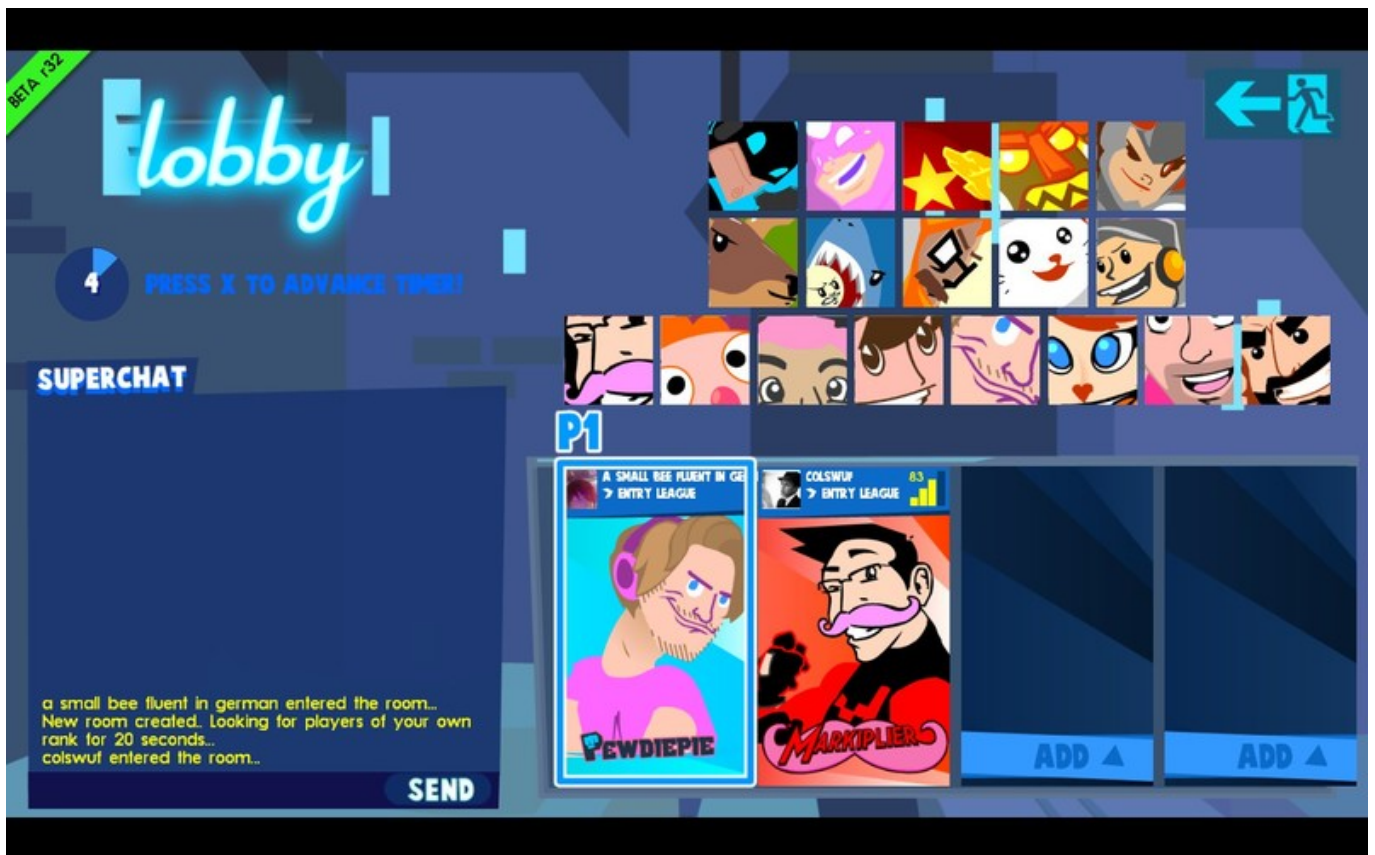 BETA r32
lobby
4
PRESS X TO ADVANCE TIMER!
SUPERCHAT
a small bee fluent in german entered the room...
New room created.. Looking for players of your own
rank for 20 seconds...
colswuf entered the room...
SEND
P1
A SMALL BEE FLUENT IN GE
> ENTRY LEAGUE
PEWDIEPIE
COLSWUF
> ENTRY LEAGUE
83
MARKIPLIER
ADD ▲
ADD ▲